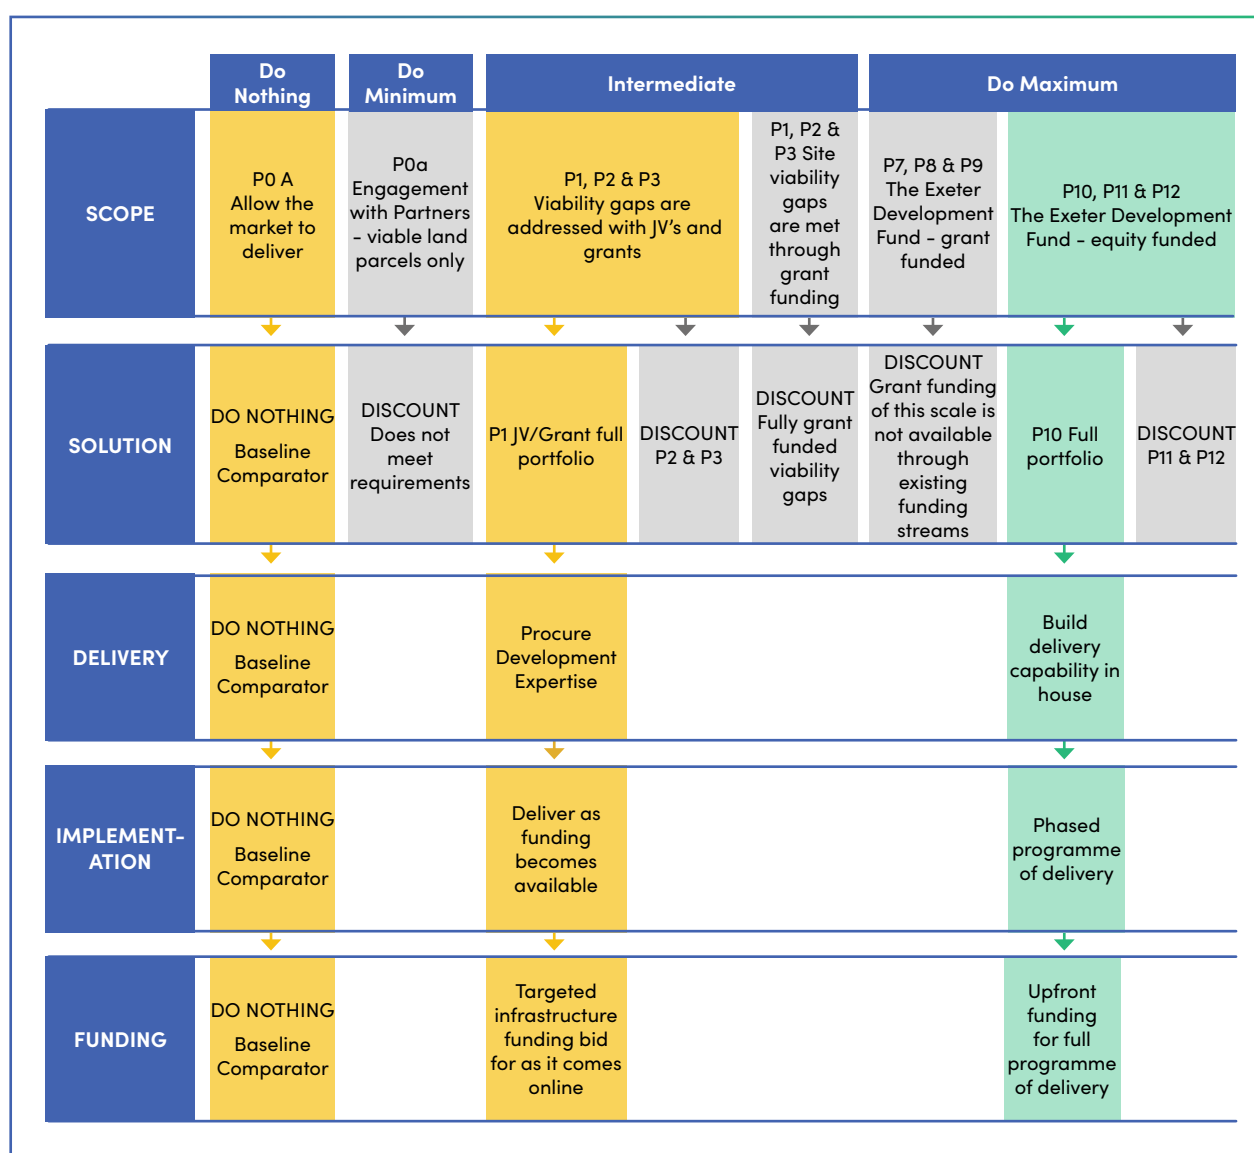 Do
Nothing
Do
Minimum
Intermediate
Do Maximum
SCOPE
P0 A
Allow the
market to
deliver
P0a
Engagement
with Partners
- viable land
parcels only
P1, P2 & P3
Viability gaps are
addressed with JV's and
grants
P1, P2 &
P3 Site
viability
gaps
are met
through
grant
funding
P7, P8 & P9
The Exeter
Development
Fund - grant
funded
P10, P11 & P12
The Exeter Development
Fund - equity funded
SOLUTION
DO NOTHING
Baseline
Comparator
DISCOUNT
Does not
meet
requirements
P1 JV/Grant full
portfolio
DISCOUNT
P2 & P3
DISCOUNT
Fully grant
funded
viability
gaps
DISCOUNT
Grant funding
of this scale is
not available
through
existing
funding
streams
P10 Full
portfolio
DISCOUNT
P11 & P12
DELIVERY
DO NOTHING
Baseline
Comparator
Procure
Development
Expertise
Build
delivery
capability in
house
IMPLEMENT-
ATION
DO NOTHING
Baseline
Comparator
Deliver as
funding
becomes
available
Phased
programme
of delivery
FUNDING
DO NOTHING
Baseline
Comparator
Targeted
infrastructure
funding bid
for as it comes
online
Upfront
funding
for full
programme
of delivery